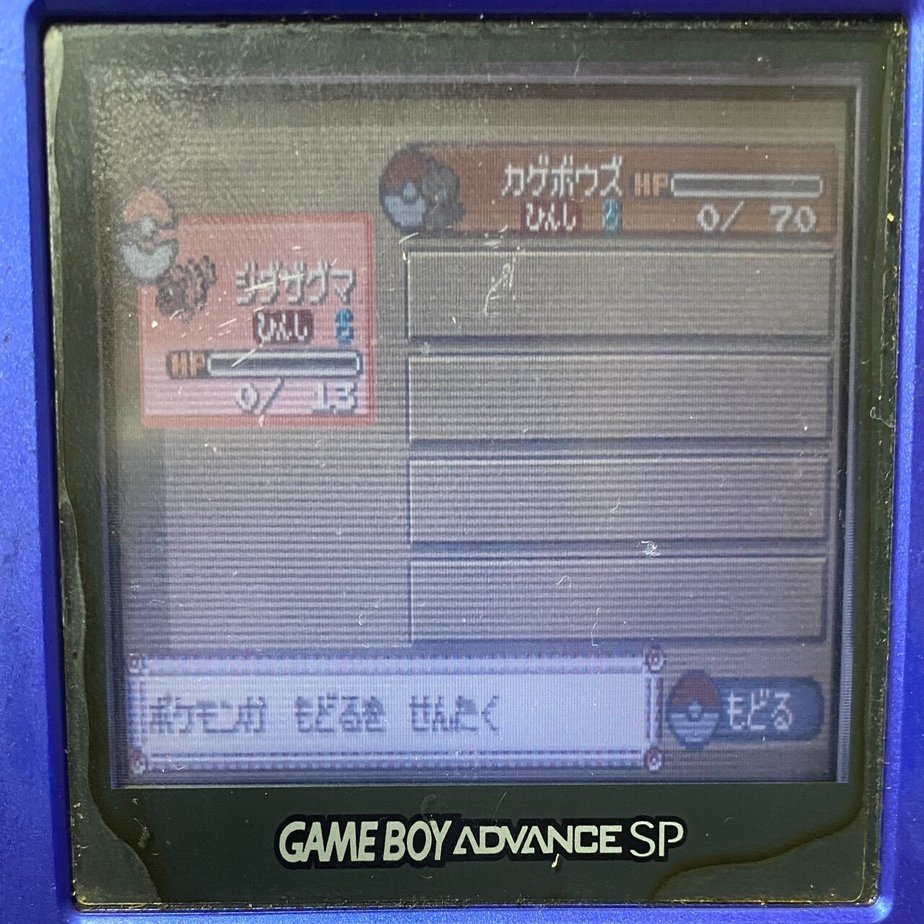 カゲボウズ HP
ひんし ♂ 0/ 70
ジグザグマ
ひんし ♂
HP
0/ 13
ポケモンか もどるを せんたく
もどる
GAME BOY ADVANCE SP